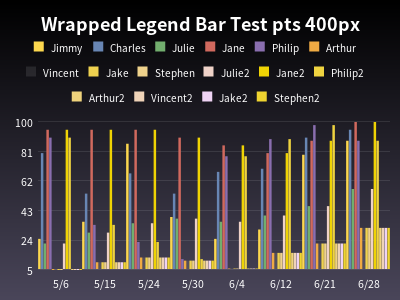 Wrapped Legend Bar Test pts 400px
Jimmy Charles Julie Jane Philip Arthur
Vincent Jake Stephen Julie2 Jane2 Philip2
Arthur2 Vincent2 Jake2 Stephen2
100
81
62
43
24
5
5/6 5/15 5/24 5/30 6/4 6/12 6/21 6/28